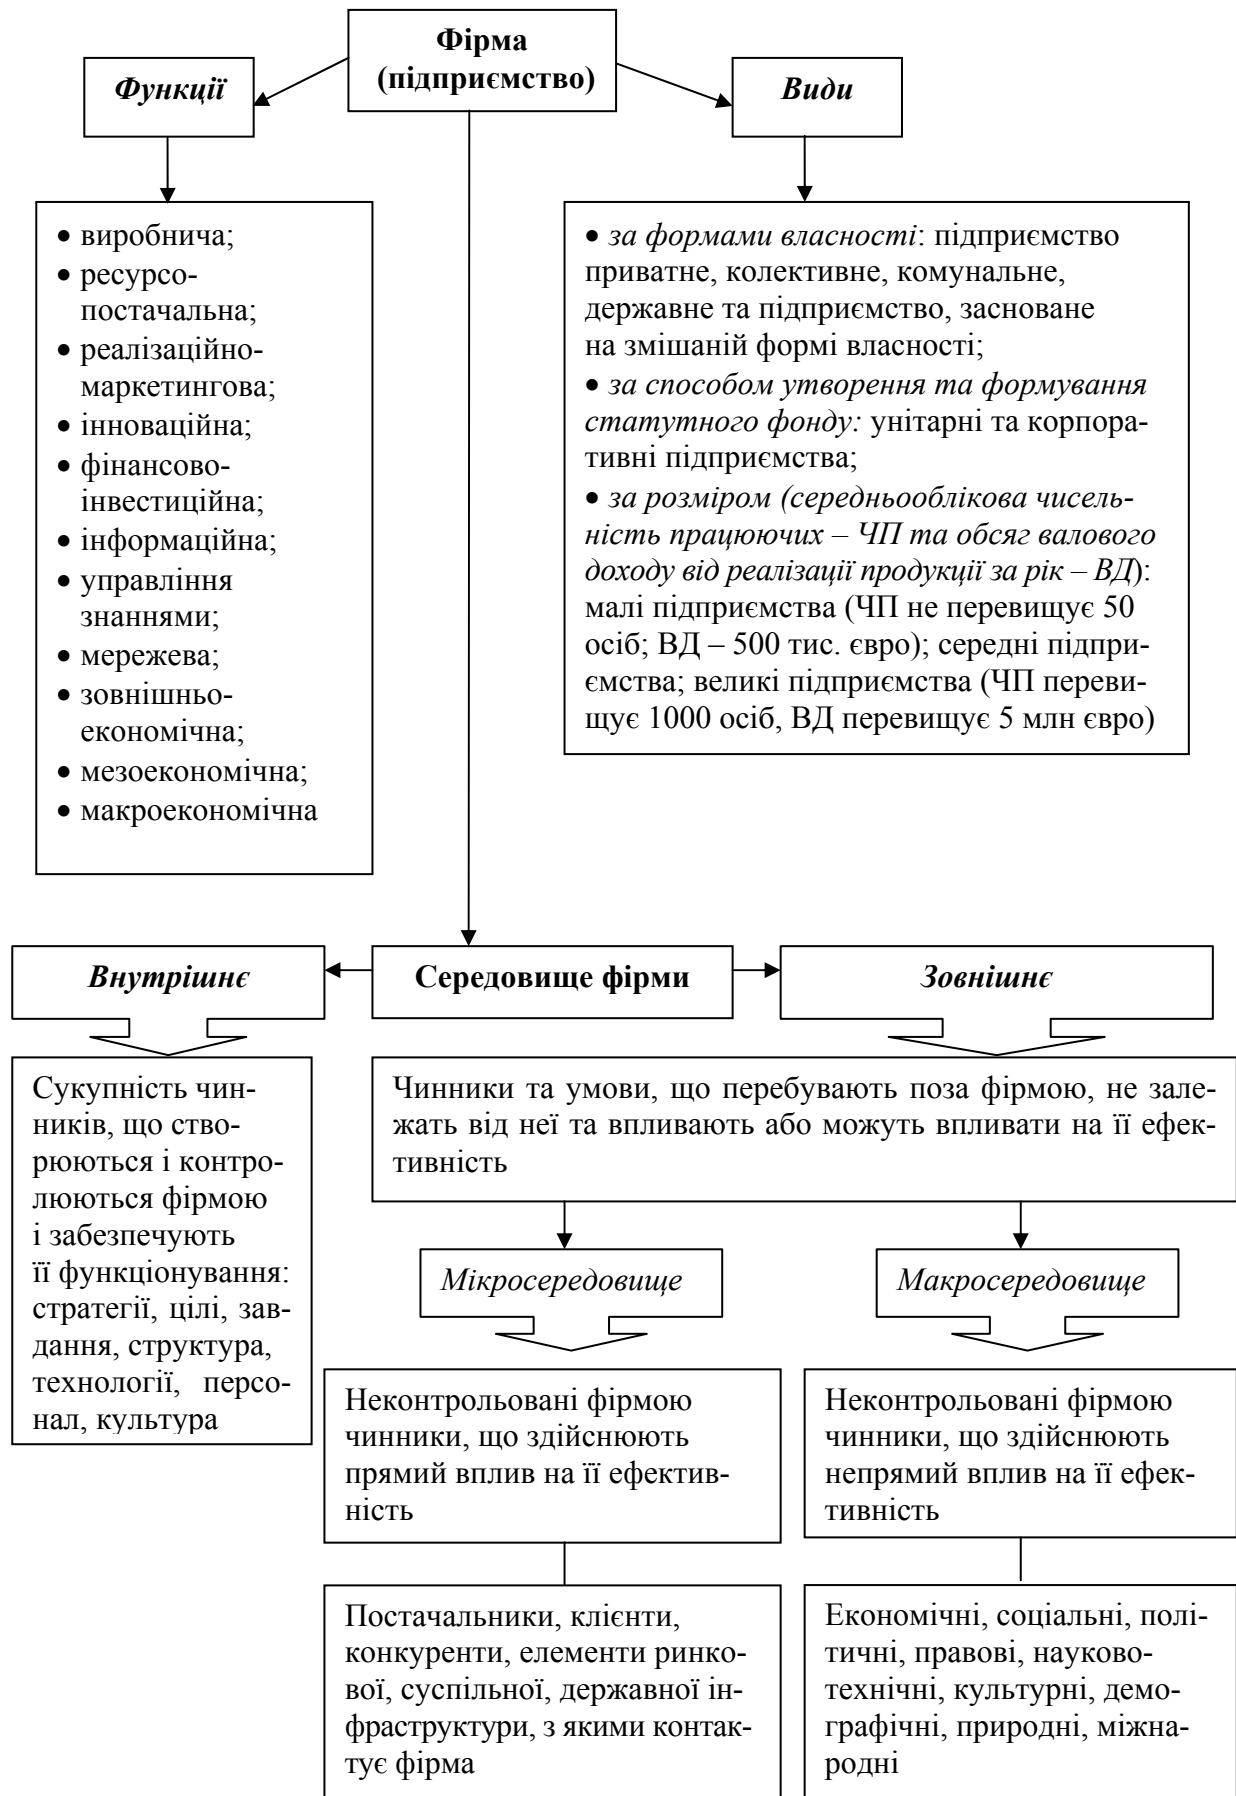 Фірма
(підприємство)
Функції
Види
• виробнича;
• ресурсо-
постачальна;
• реалізаційно-
маркетингова;
• інноваційна;
• фінансово-
інвестиційна;
• інформаційна;
• управління
знаннями;
• мережева;
• зовнішньо-
економічна;
• мезоекономічна;
• макроекономічна
• за формами власності: підприємство
приватне, колективне, комунальне,
державне та підприємство, засноване
на змішаній формі власності;
• за способом утворення та формування
статутного фонду: унітарні та корпора-
тивні підприємства;
• за розміром (середньооблікова чисель-
ність працюючих – ЧП та обсяг валового
доходу від реалізації продукції за рік – ВД):
малі підприємства (ЧП не перевищує 50
осіб; ВД – 500 тис. євро); середні підпри-
ємства; великі підприємства (ЧП переви-
щує 1000 осіб, ВД перевищує 5 млн євро)
Внутрішнє
Середовище фірми
Зовнішнє
Сукупність чин-
ників, що ство-
рюються і контро-
люються фірмою
і забезпечують
її функціонування:
стратегії, цілі, зав-
дання, структура,
технології, персо-
нал, культура
Чинники та умови, що перебувають поза фірмою, не зале-
жать від неї та впливають або можуть впливати на її ефек-
тивність
Мікросередовище
Макросередовище
Неконтрольовані фірмою
чинники, що здійснюють
прямий вплив на її ефектив-
ність
Неконтрольовані фірмою
чинники, що здійснюють
непрямий вплив на її ефек-
тивність
Постачальники, клієнти,
конкуренти, елементи ринко-
вої, суспільної, державної ін-
фраструктури, з якими контак-
тує фірма
Економічні, соціальні, полі-
тичні, правові, науково-
технічні, культурні, демо-
графічні, природні, міжна-
родні